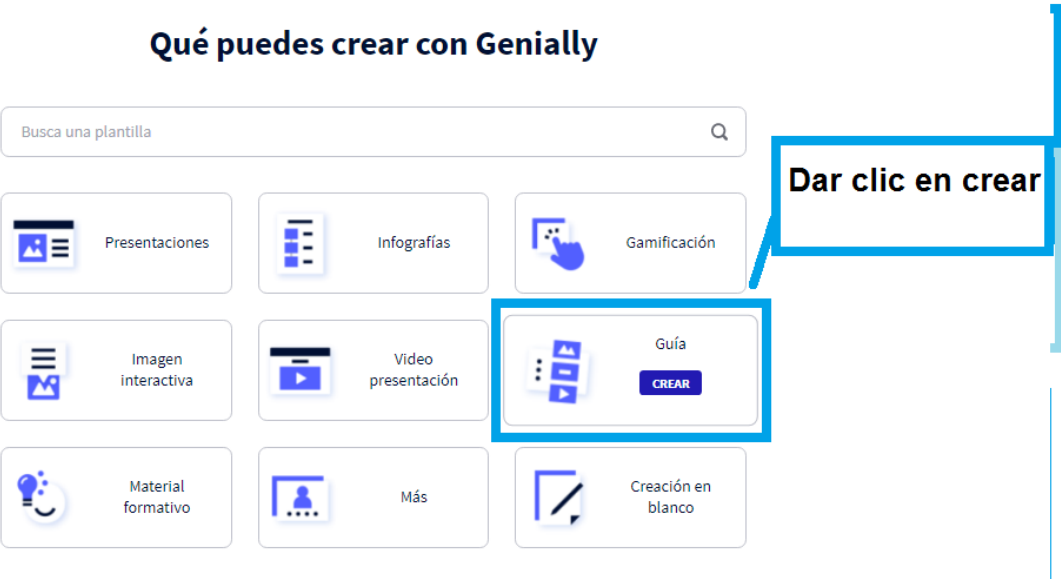 Qué puedes crear con Genially
Busca una plantilla
Dar clic en crear
Presentaciones
Infografías
Gamificación
Imagen
interactiva
Video
presentación
Guía
CREAR
Material
formativo
Más
Creación en
blanco